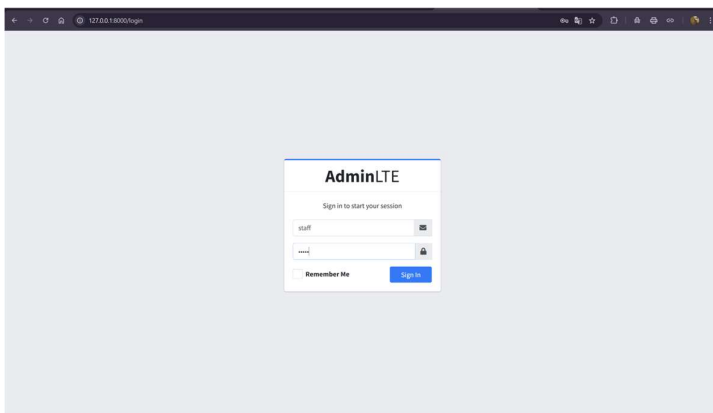 127.0.0.1:8000/login
AdminLTE
Sign in to start your session
staff
•••••
Remember Me
Sign In